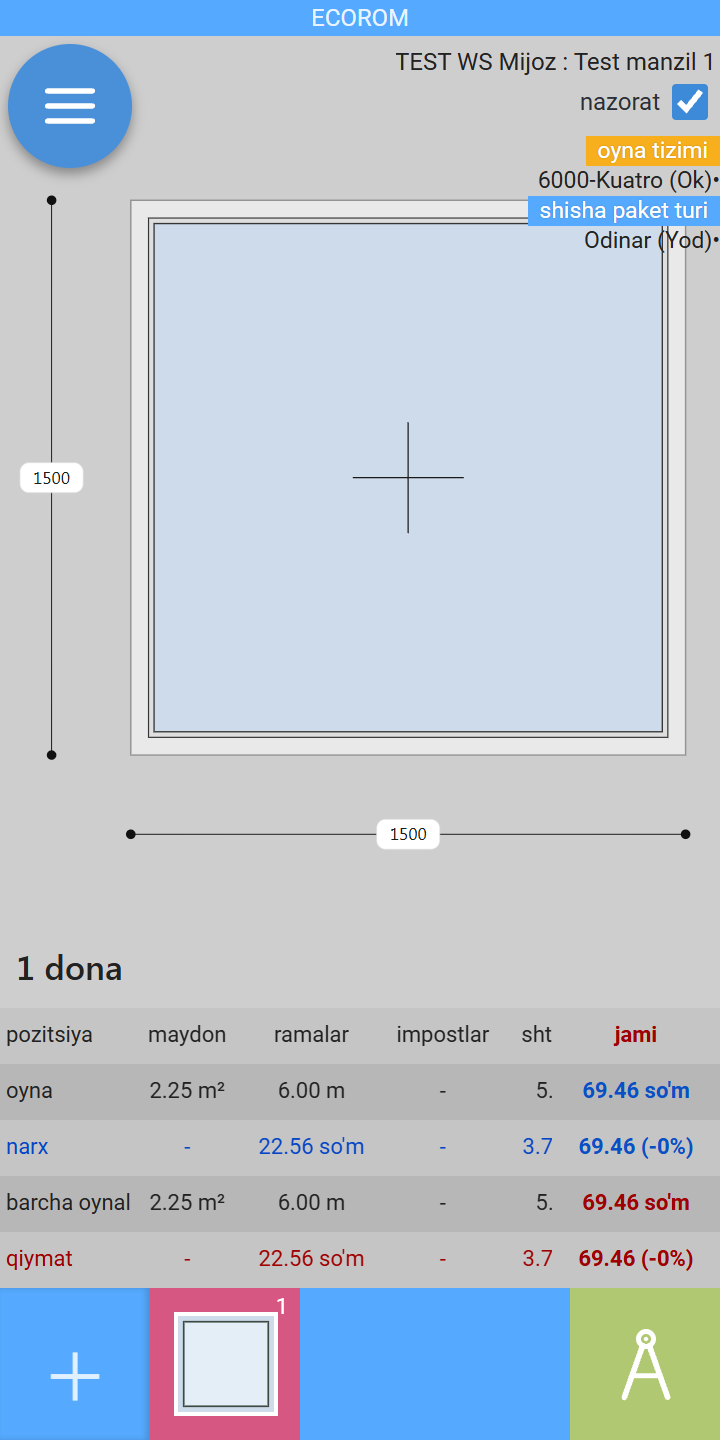 ECOROM
TEST WS Mijoz : Test manzil 1
nazorat
oyna tizimi
6000-Kuatro (Ok)•
shisha paket turi
Odinar (Yod)•
1500
1500
1 dona
pozitsiya maydon ramalar impostlar sht jami
oyna 2.25 m² 6.00 m - 5. 69.46 so'm
narx - 22.56 so'm - 3.7 69.46 (-0%)
barcha oynal 2.25 m² 6.00 m - 5. 69.46 so'm
qiymat - 22.56 so'm - 3.7 69.46 (-0%)
1